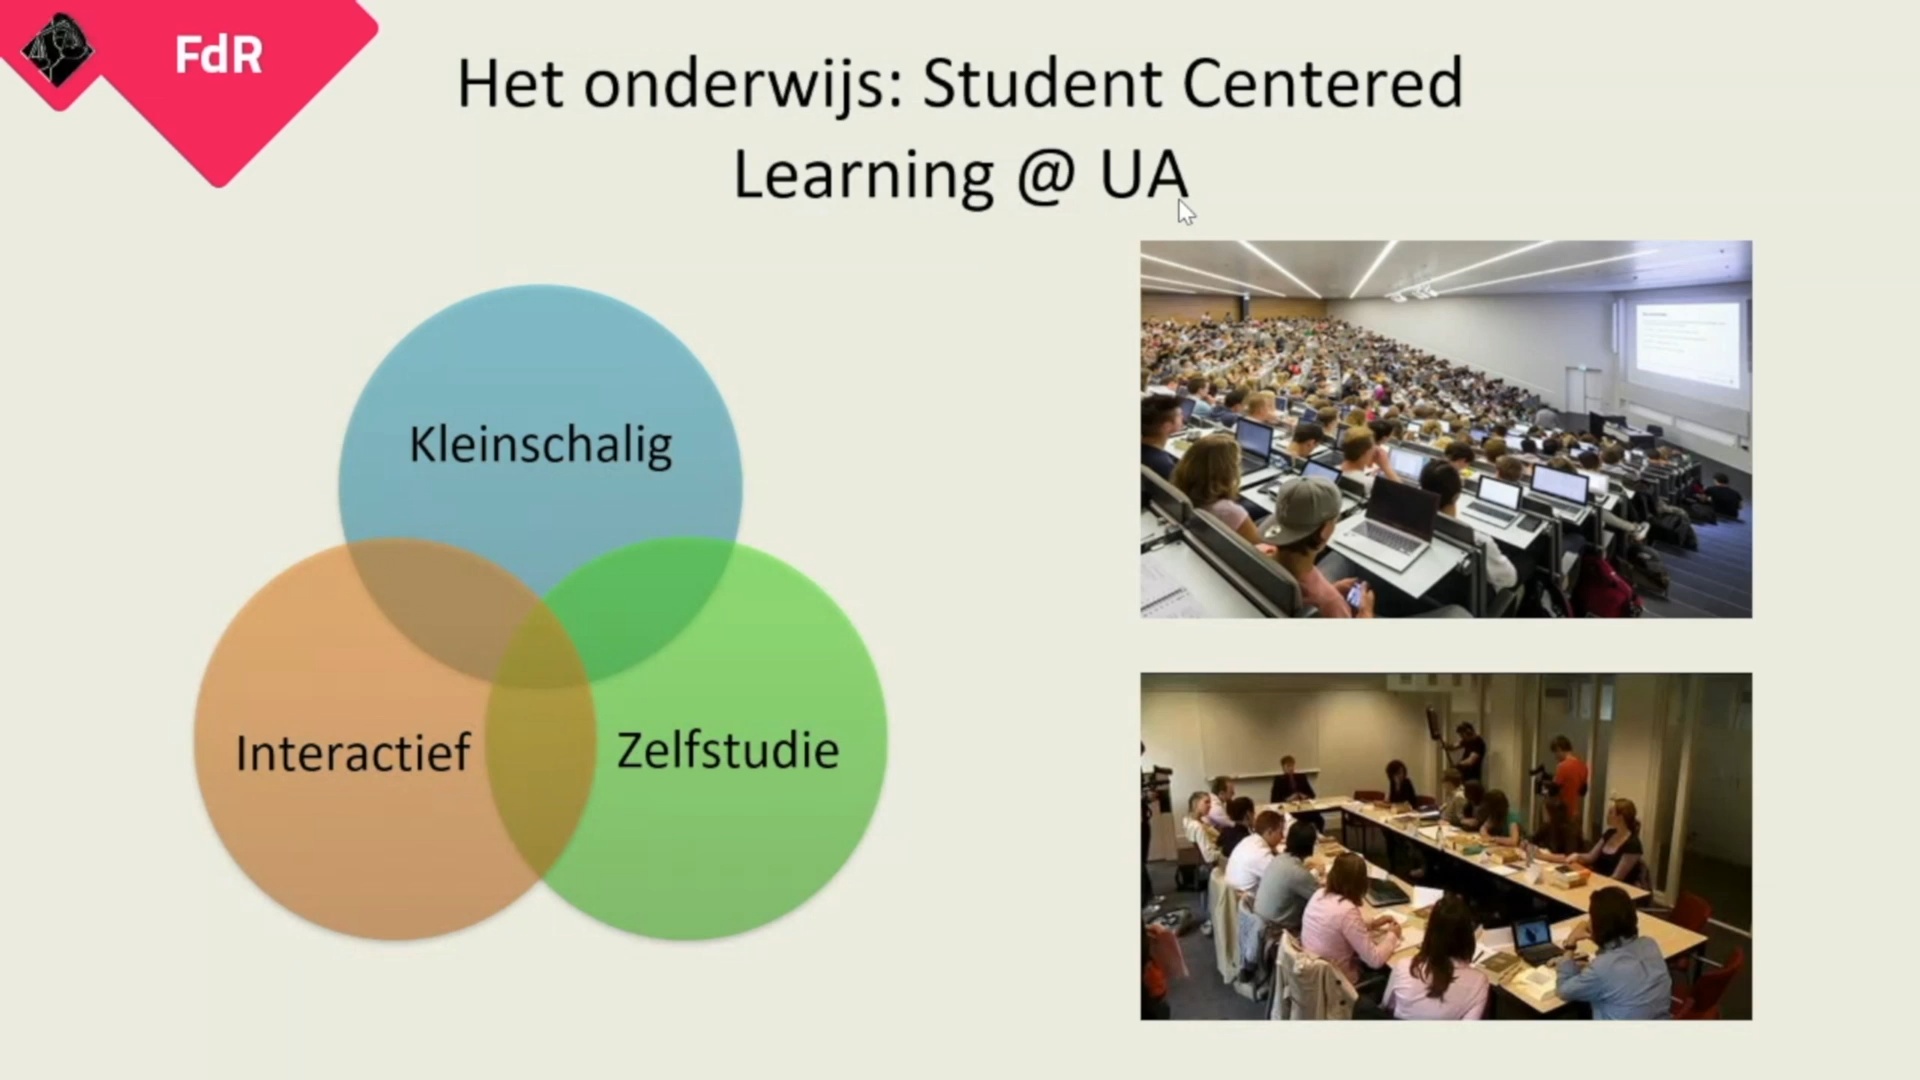 FdR
Het onderwijs: Student Centered
Learning @ UA
Kleinschalig
Interactief
Zelfstudie